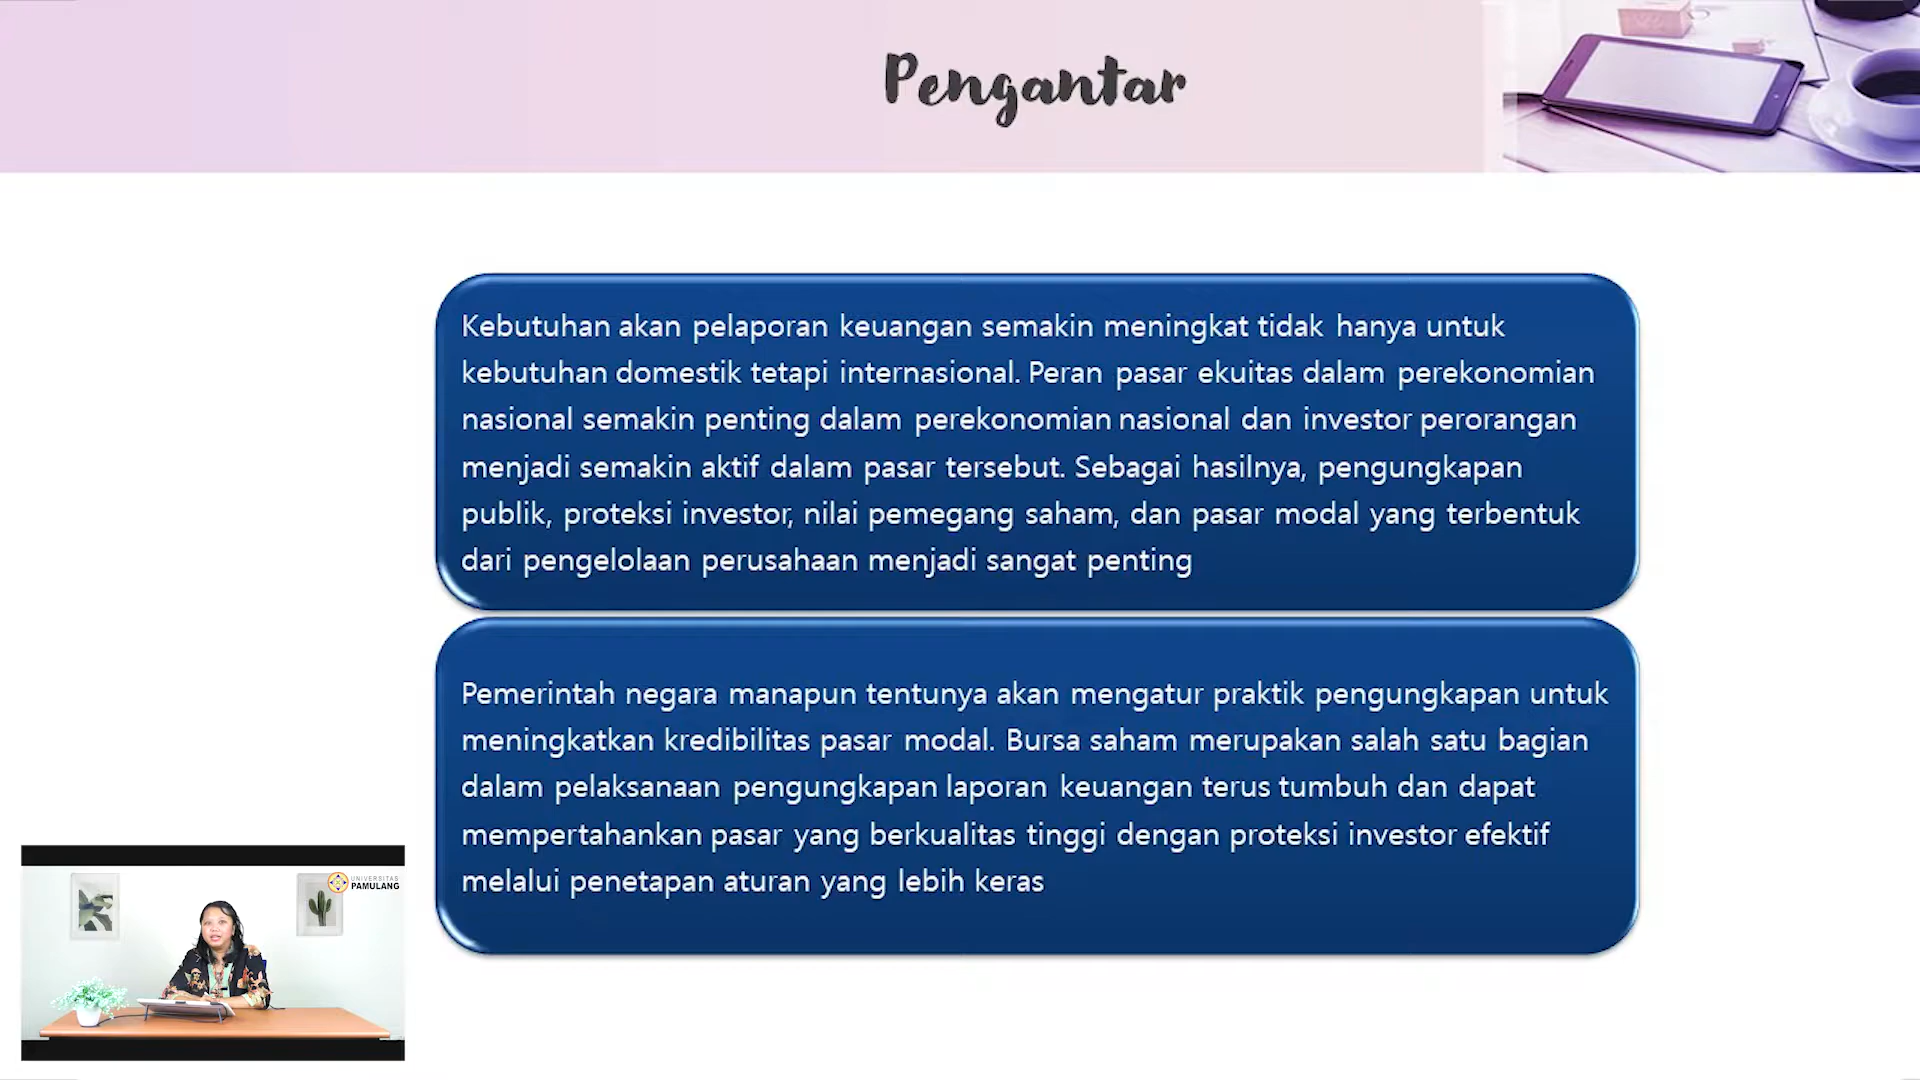 Pengantar
Kebutuhan akan pelaporan keuangan semakin meningkat tidak hanya untuk
kebutuhan domestik tetapi internasional. Peran pasar ekuitas dalam perekonomian
nasional semakin penting dalam perekonomian nasional dan investor perorangan
menjadi semakin aktif dalam pasar tersebut. Sebagai hasilnya, pengungkapan
publik, proteksi investor, nilai pemegang saham, dan pasar modal yang terbentuk
dari pengelolaan perusahaan menjadi sangat penting
Pemerintah negara manapun tentunya akan mengatur praktik pengungkapan untuk
meningkatkan kredibilitas pasar modal. Bursa saham merupakan salah satu bagian
dalam pelaksanaan pengungkapan laporan keuangan terus tumbuh dan dapat
mempertahankan pasar yang berkualitas tinggi dengan proteksi investor efektif
melalui penetapan aturan yang lebih keras
UNIVERSITAS
PAMULANG